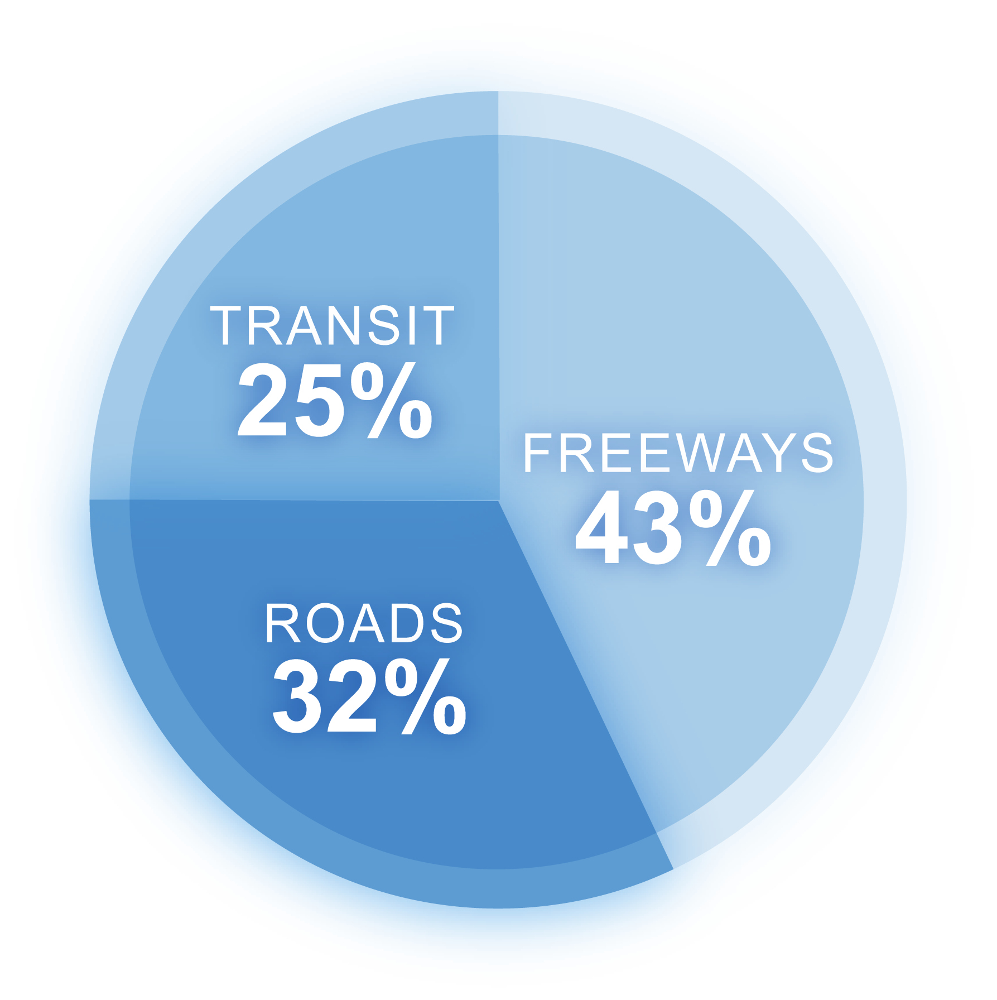 TRANSIT
25%
FREEWAYS
43%
ROADS
32%